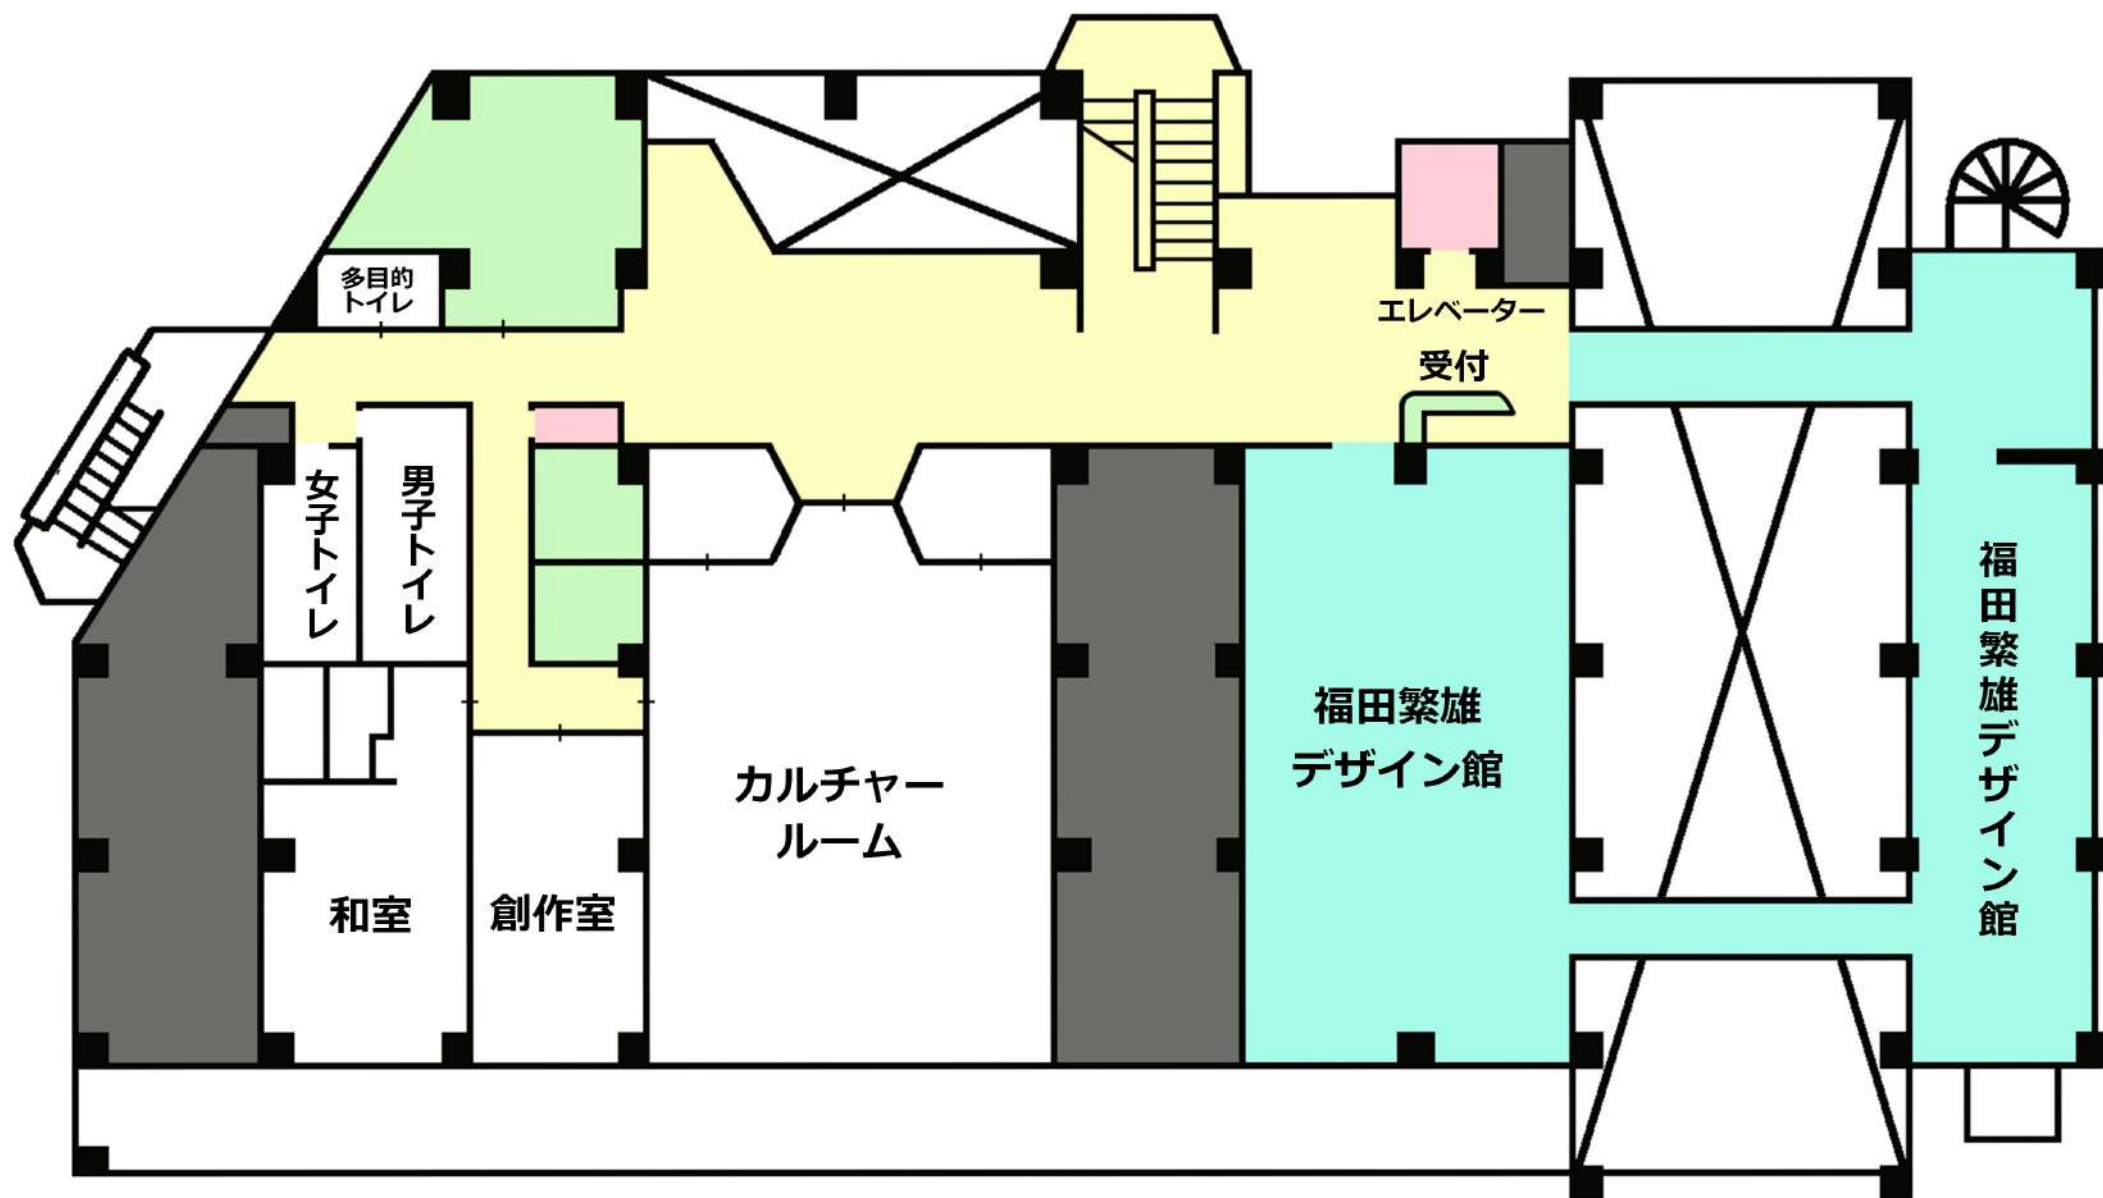 多目的
トイレ
エレベーター
受付
女子トイレ
男子トイレ
福田繁雄デザイン館
福田繁雄
デザイン館
カルチャー
ルーム
和室
創作室